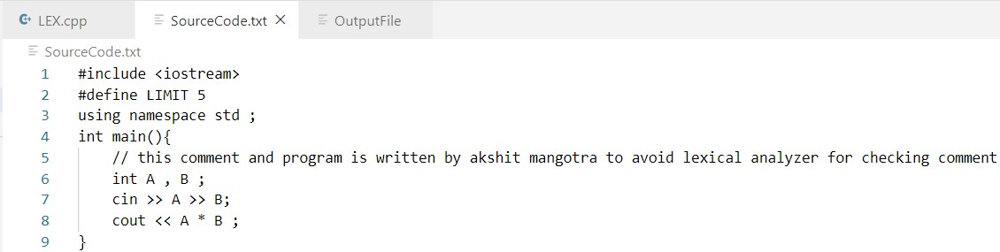 LEX.cpp SourceCode.txt OutputFile
SourceCode.txt
1 #include <iostream>
2 #define LIMIT 5
3 using namespace std ;
4 int main(){
5 // this comment and program is written by akshit mangotra to avoid lexical analyzer for checking comment
6 int A , B ;
7 cin >> A >> B;
8 cout << A * B ;
9 }